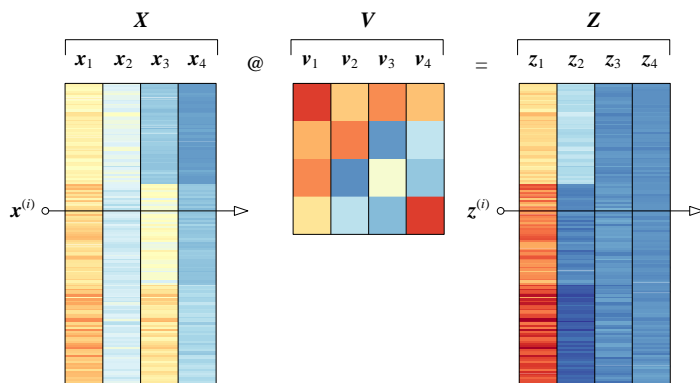 X V Z
x₁ x₂ x₃ x₄ @ v₁ v₂ v₃ v₄ = z₁ z₂ z₃ z₄
x⁽ⁱ⁾ z⁽ⁱ⁾